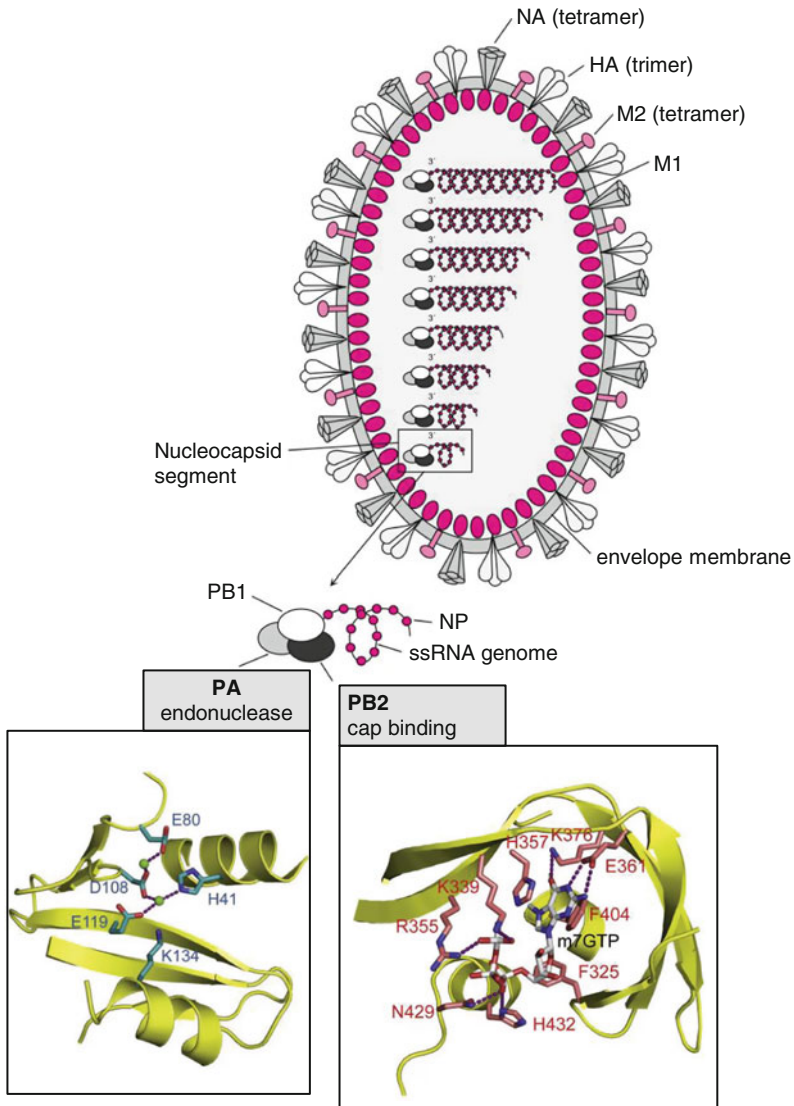 NA (tetramer)
HA (trimer)
M2 (tetramer)
M1
3´
3´
3´
3´
3´
3´
3´
3´
Nucleocapsid
segment
envelope membrane
PB1
NP
ssRNA genome
PA
endonuclease
PB2
cap binding
E80
D108
H41
E119
K134
H357
K376
E361
K339
R355
F404
m7GTP
F325
N429
H432